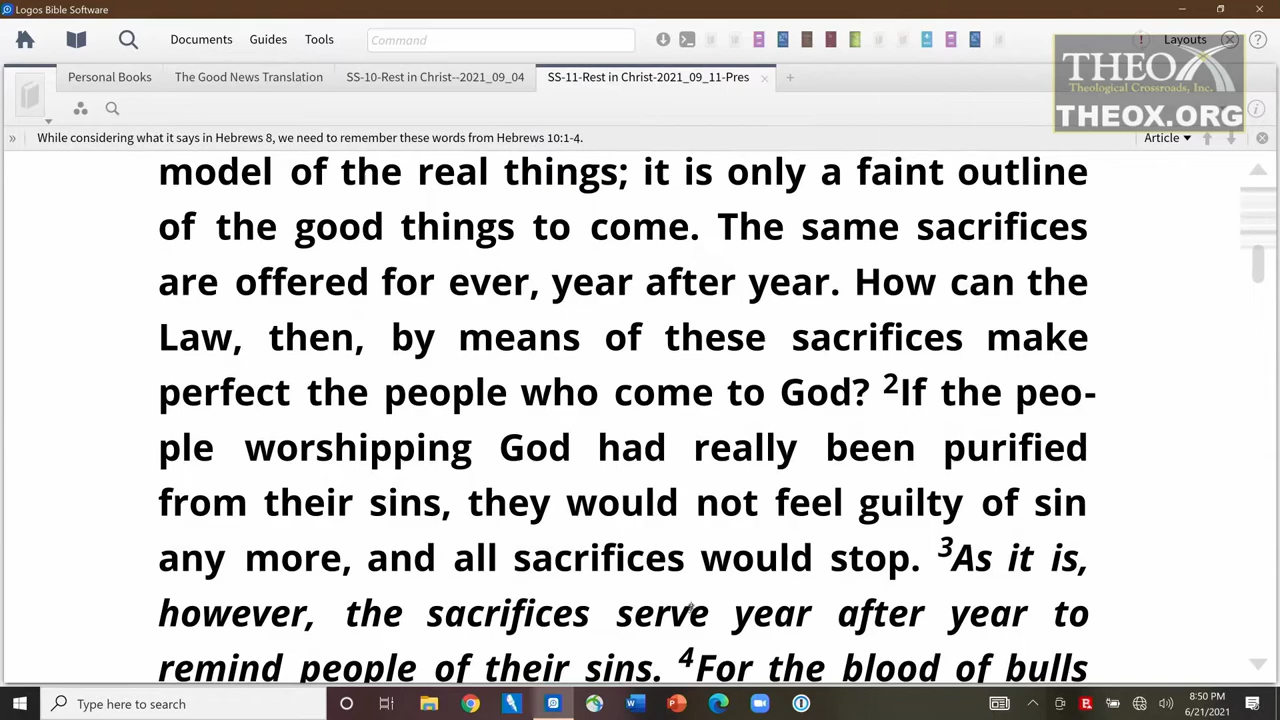 Logos Bible Software
Documents Guides Tools Command Layouts
THEOX
Theological Crossroads, Inc.
THEOX.ORG
Personal Books The Good News Translation SS-10-Rest in Christ--2021_09_04 SS-11-Rest in Christ-2021_09_11-Pres
While considering what it says in Hebrews 8, we need to remember these words from Hebrews 10:1-4. Article
model of the real things; it is only a faint outline
of the good things to come. The same sacrifices
are offered for ever, year after year. How can the
Law, then, by means of these sacrifices make
perfect the people who come to God? 2If the peo-
ple worshipping God had really been purified
from their sins, they would not feel guilty of sin
any more, and all sacrifices would stop. 3As it is,
however, the sacrifices serve year after year to
remind people of their sins. 4For the blood of bulls
Type here to search
8:50 PM
6/21/2021